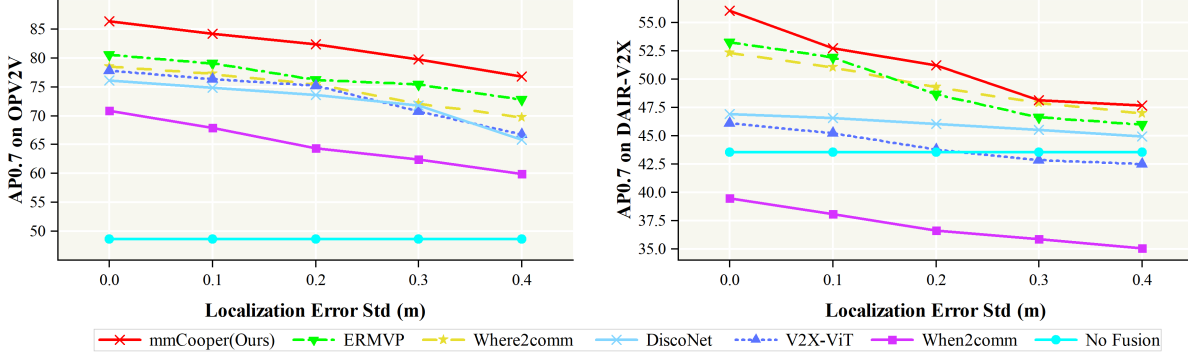 AP0.7 on OPV2V
85
80
75
70
65
60
55
50
0.0 0.1 0.2 0.3 0.4
Localization Error Std (m)
AP0.7 on DAIR-V2X
55.0
52.5
50.0
47.5
45.0
42.5
40.0
37.5
35.0
0.0 0.1 0.2 0.3 0.4
Localization Error Std (m)
mmCooper(Ours) ERMVP Where2comm DiscoNet V2X-ViT When2comm No Fusion